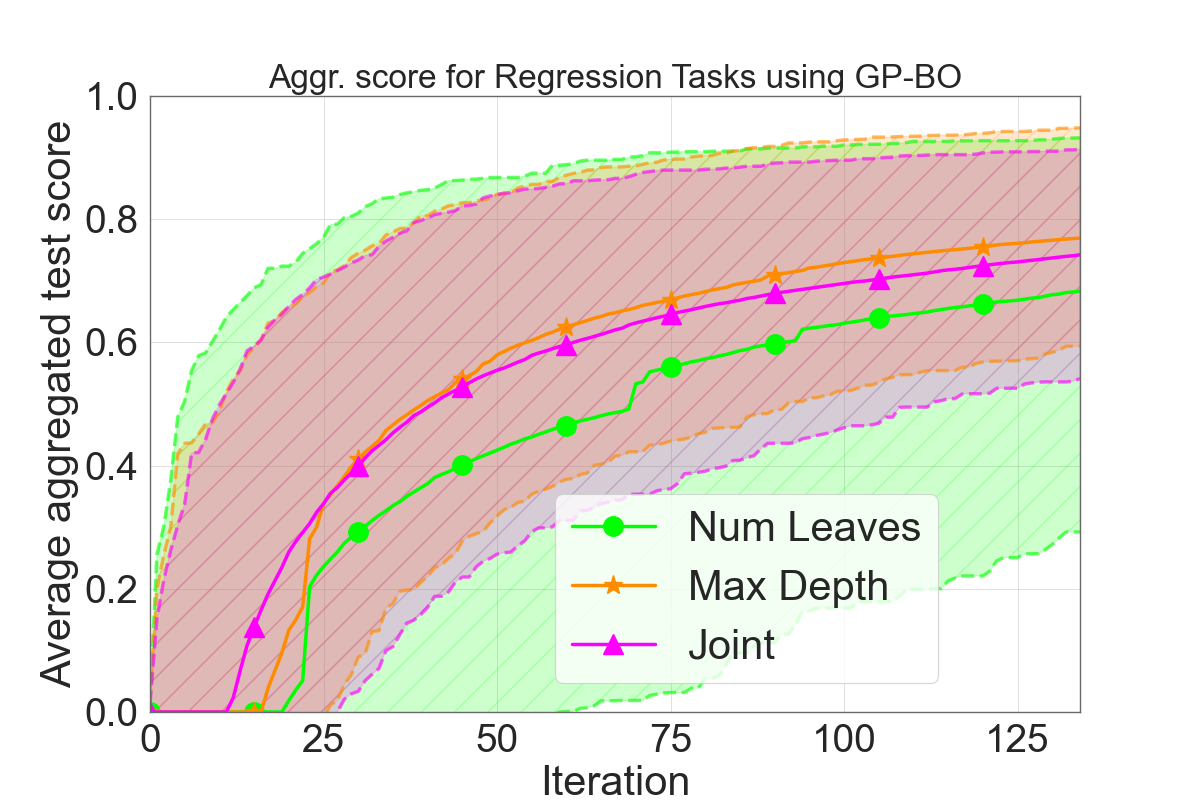 Aggr. score for Regression Tasks using GP-BO
Average aggregated test score
1.0
0.8
0.6
0.4
0.2
0.0
0 25 50 75 100 125
Iteration
Num Leaves
Max Depth
Joint